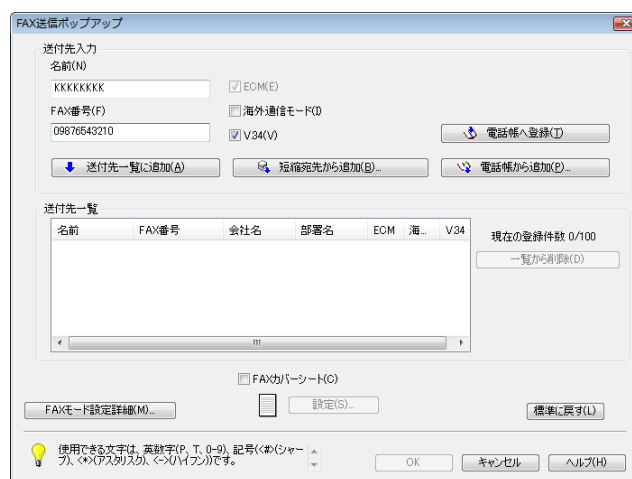 FAX送信ポップアップ
送付先入力
名前(N)
KKKKKKKK
ECM(E)
FAX番号(F)
海外通信モード(I)
09876543210
V.34(V)
電話帳へ登録(T)
送付先一覧に追加(A)
短縮宛先から追加(B)...
電話帳から追加(P)...
送付先一覧
名前 FAX番号 会社名 部署名 ECM 海... V34
現在の登録件数 0/100
一覧から削除(D)
FAXカバーシート(C)
FAXモード設定詳細(M)...
設定(S)...
標準に戻す(L)
使用できる文字は、英数字(P、T、0-9)、記号(<#>(シャー
プ)、<*>(アスタリスク)、<->(ハイフン))です。
OK
キャンセル
ヘルプ(H)